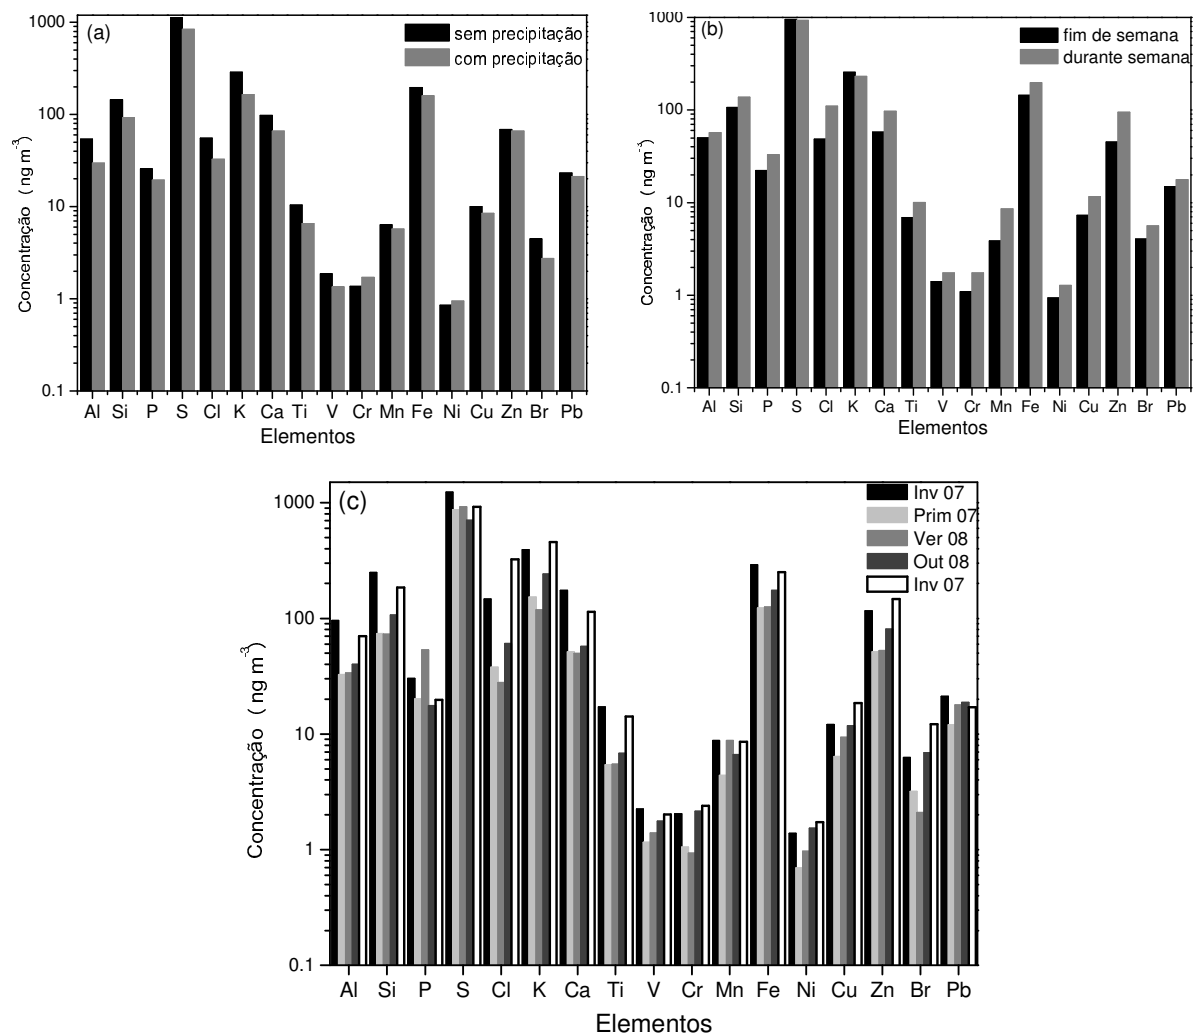 (a)
sem precipitação
com precipitação
1000
100
10
1
0.1
Concentração ( ng m-3)
Al Si P S Cl K Ca Ti V Cr Mn Fe Ni Cu Zn Br Pb
Elementos
(b)
fim de semana
durante semana
1000
100
10
1
0.1
Concentração ( ng m-3)
Al Si P S Cl K Ca Ti V Cr Mn Fe Ni Cu Zn Br Pb
Elementos
(c)
Inv 07
Prim 07
Ver 08
Out 08
Inv 07
1000
100
10
1
0.1
Concentração ( ng m-3)
Al Si P S Cl K Ca Ti V Cr Mn Fe Ni Cu Zn Br Pb
Elementos